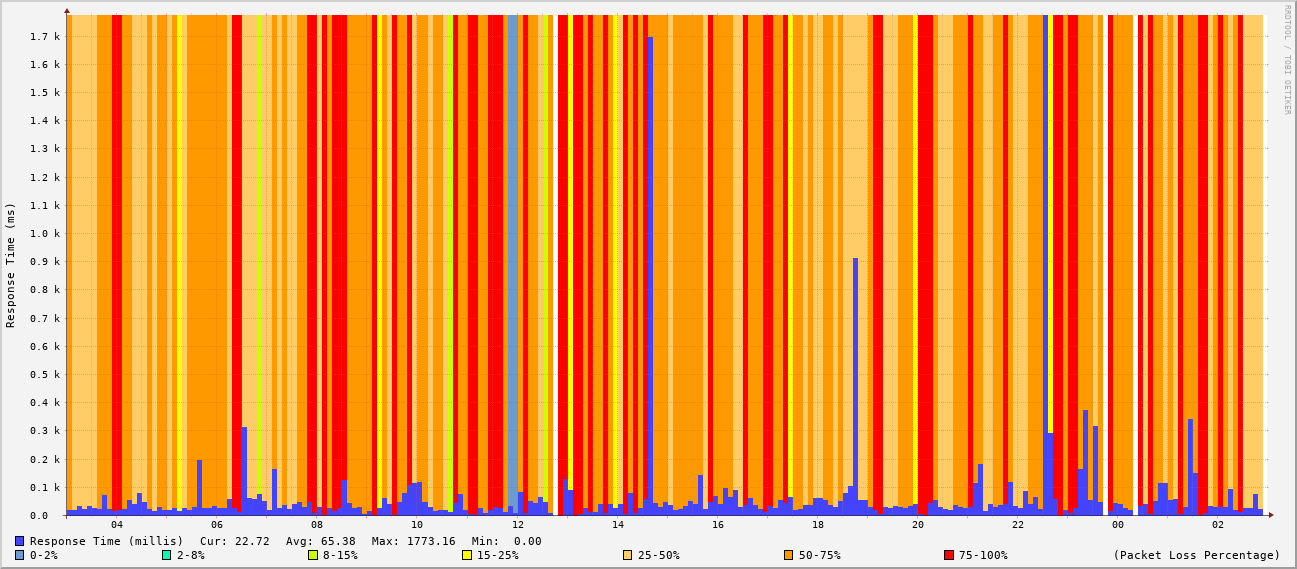 RRDTOOL / TOBI OETIKER
Response Time (ms)
1.7 k
1.6 k
1.5 k
1.4 k
1.3 k
1.2 k
1.1 k
1.0 k
0.9 k
0.8 k
0.7 k
0.6 k
0.5 k
0.4 k
0.3 k
0.2 k
0.1 k
0.0
04 06 08 10 12 14 16 18 20 22 00 02
Response Time (millis) Cur: 22.72 Avg: 65.38 Max: 1773.16 Min: 0.00
0-2% 2-8% 8-15% 15-25% 25-50% 50-75% 75-100% (Packet Loss Percentage)